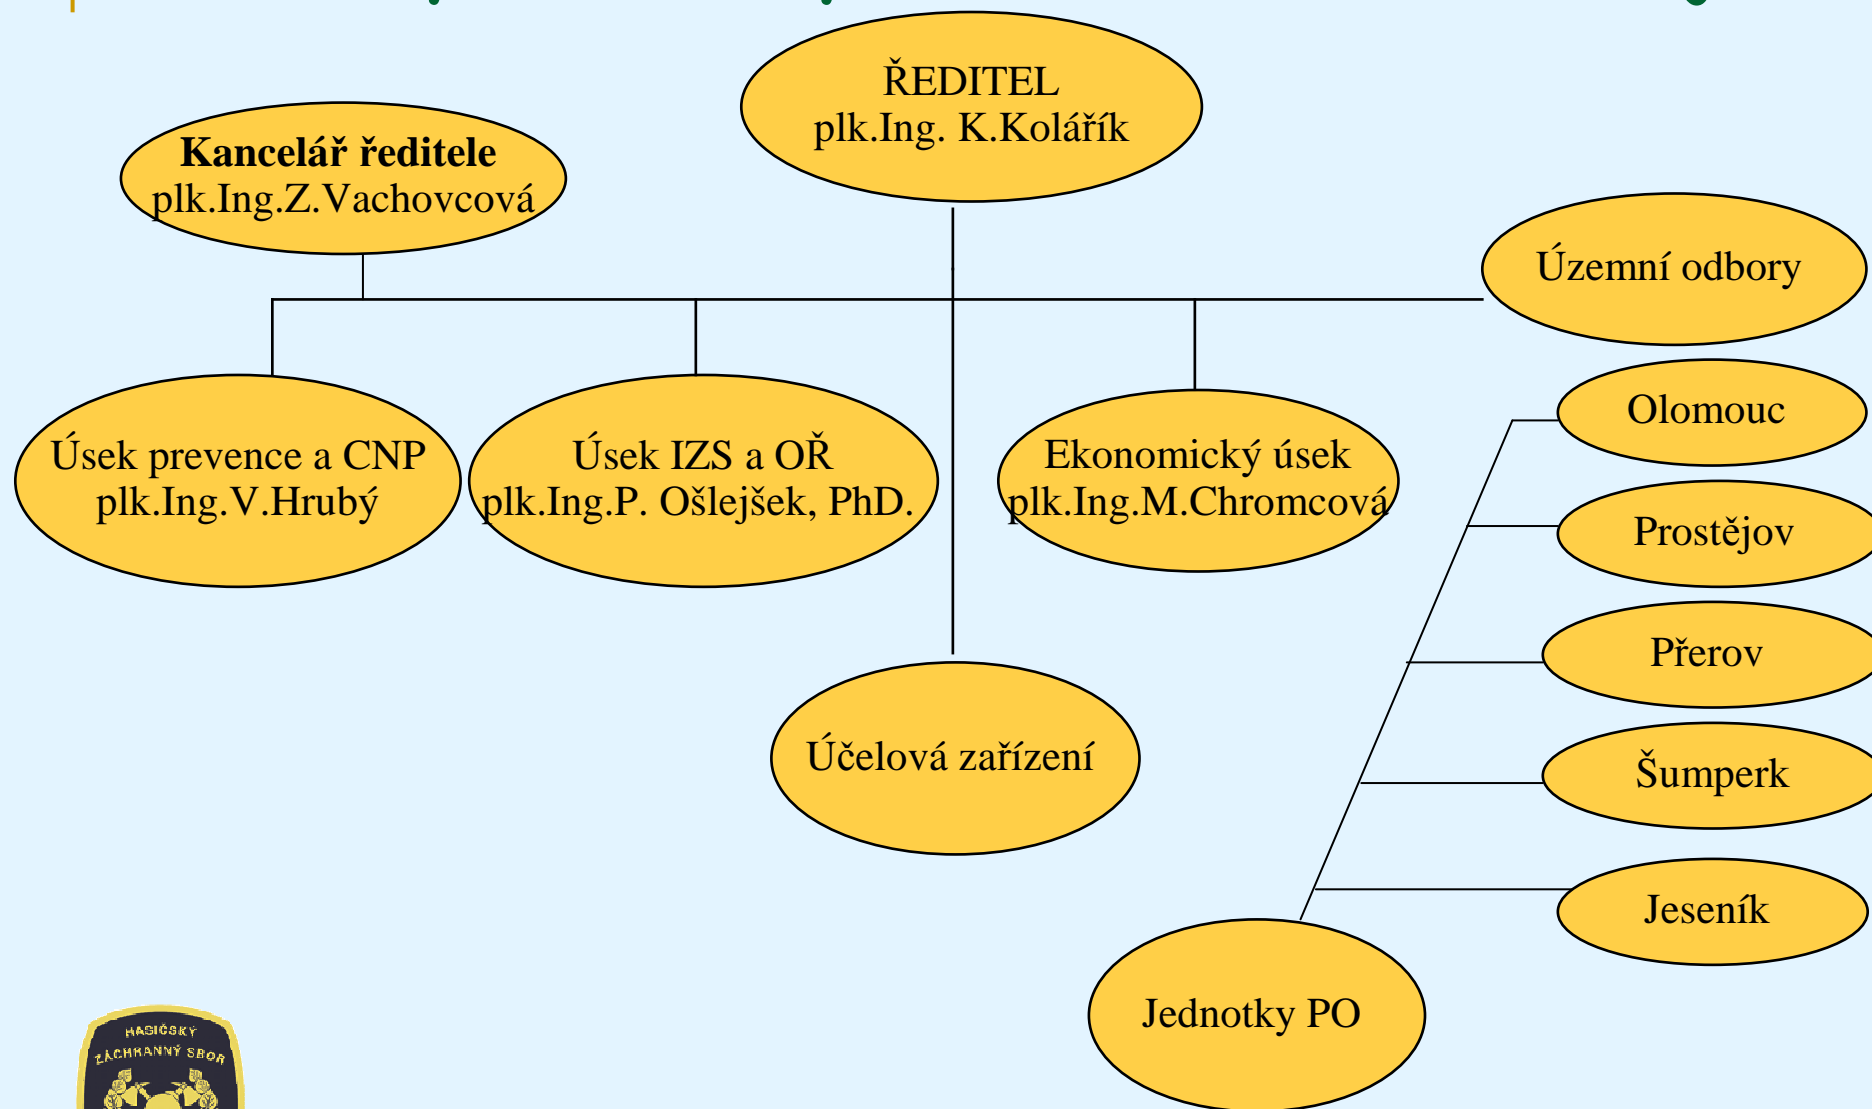 ŘEDITEL
plk.Ing. K.Kolářík
Kancelář ředitele
plk.Ing.Z.Vachovcová
Územní odbory
Úsek prevence a CNP
plk.Ing.V.Hrubý
Úsek IZS a OŘ
plk.Ing.P. Ošlejšek, PhD.
Ekonomický úsek
plk.Ing.M.Chromcová
Olomouc
Prostějov
Přerov
Šumperk
Jeseník
Účelová zařízení
Jednotky PO
HASIČSKÝ
ZÁCHRANNÝ SBOR